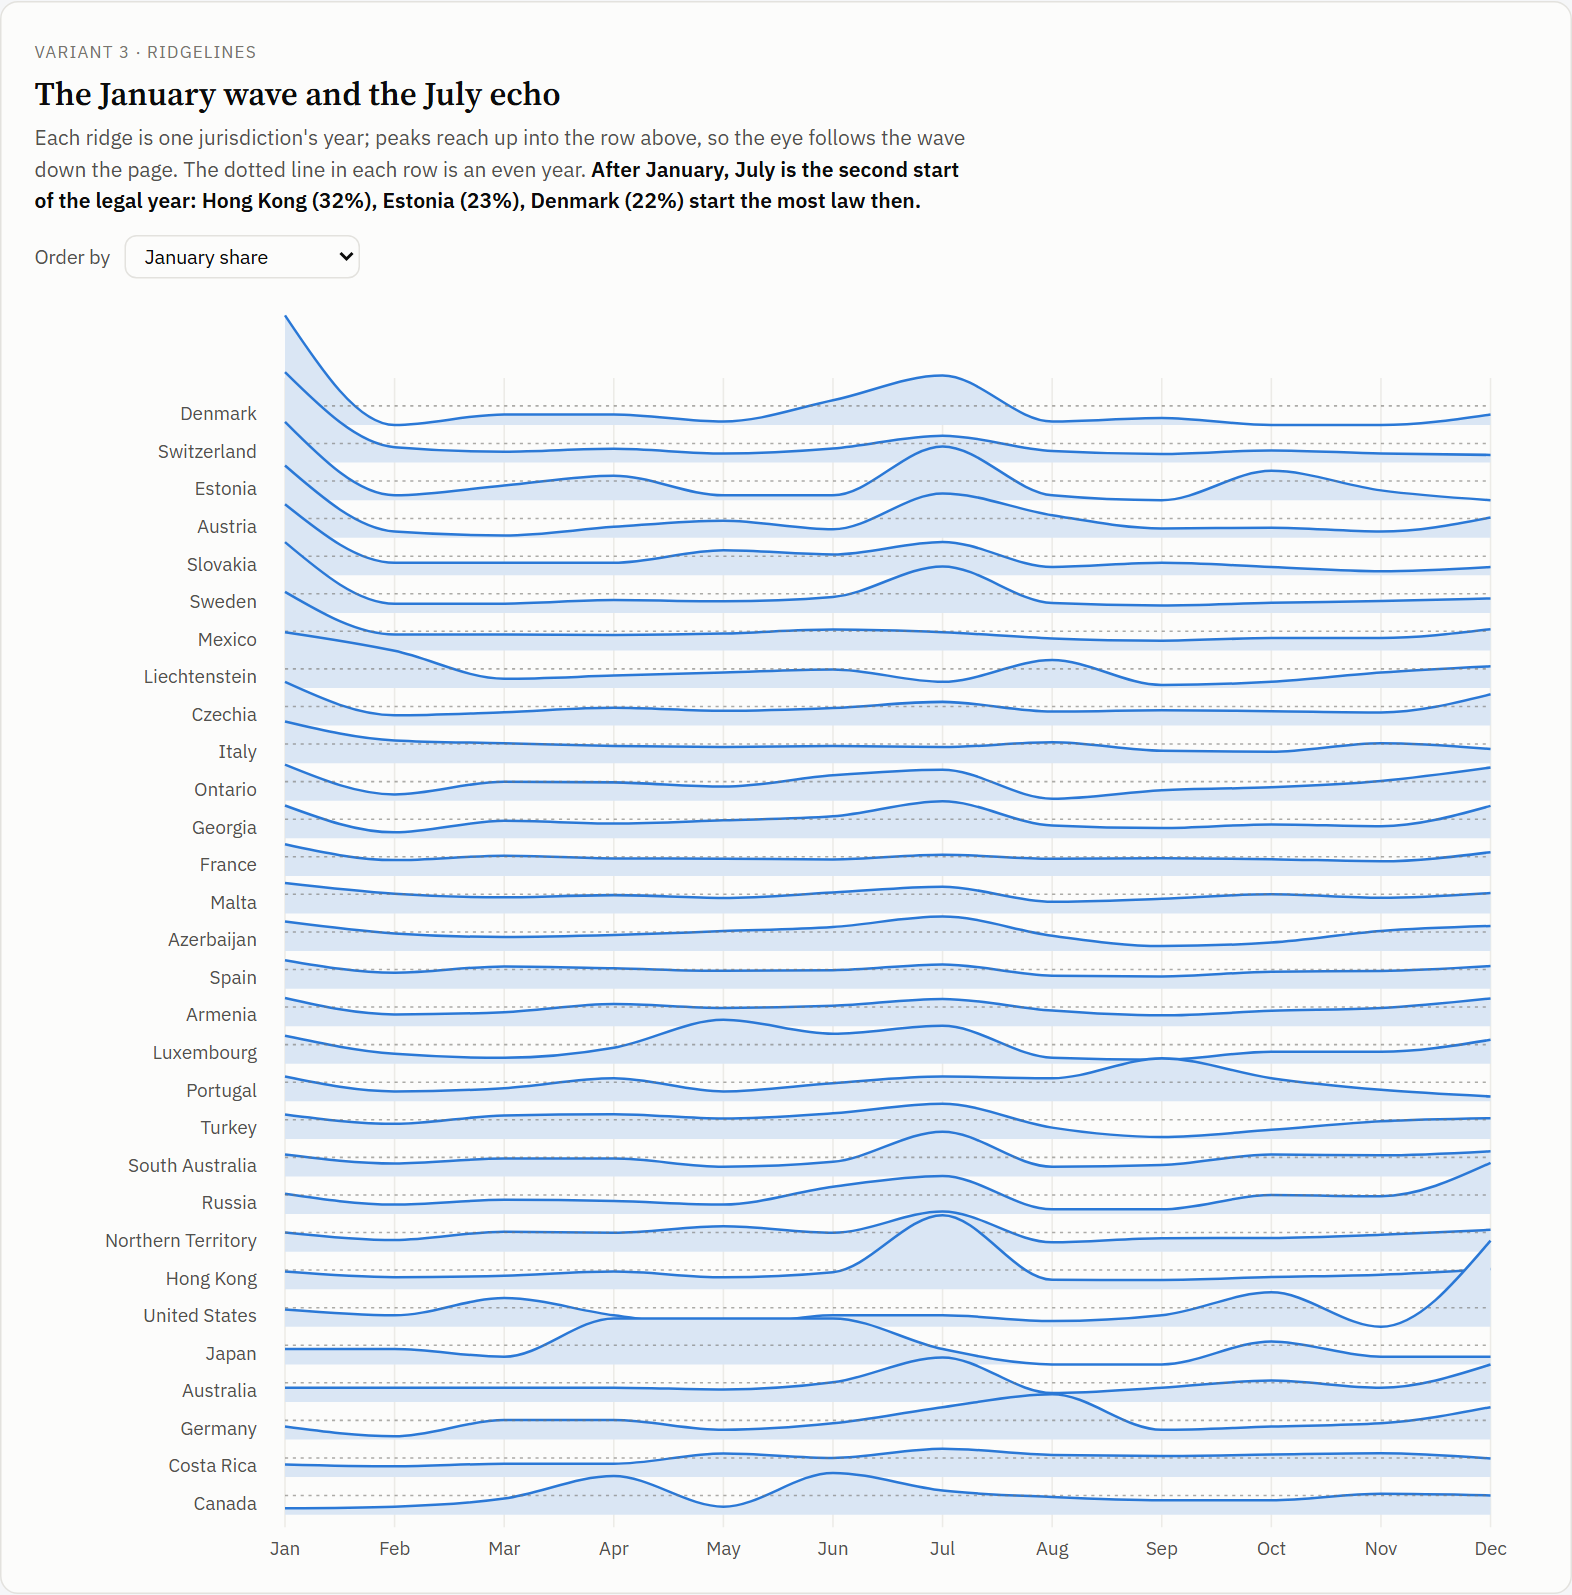 VARIANT 3 · RIDGELINES
The January wave and the July echo
Each ridge is one jurisdiction's year; peaks reach up into the row above, so the eye follows the wave
down the page. The dotted line in each row is an even year. After January, July is the second start
of the legal year: Hong Kong (32%), Estonia (23%), Denmark (22%) start the most law then.
Order by January share
Denmark
Switzerland
Estonia
Austria
Slovakia
Sweden
Mexico
Liechtenstein
Czechia
Italy
Ontario
Georgia
France
Malta
Azerbaijan
Spain
Armenia
Luxembourg
Portugal
Turkey
South Australia
Russia
Northern Territory
Hong Kong
United States
Japan
Australia
Germany
Costa Rica
Canada
Jan Feb Mar Apr May Jun Jul Aug Sep Oct Nov Dec